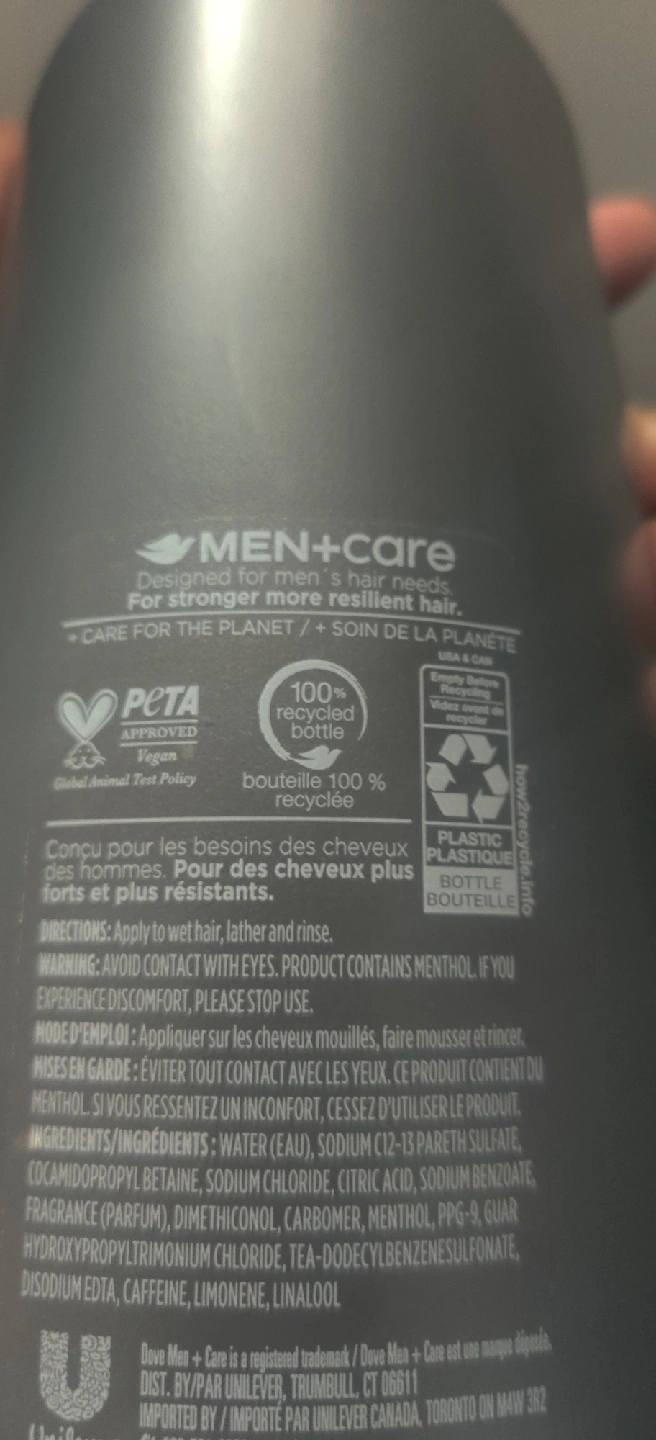 MEN+care
Designed for men's hair needs.
For stronger more resilient hair.
+ CARE FOR THE PLANET / + SOIN DE LA PLANÈTE
USA & CAN
PETA
APPROVED
Vegan
Global Animal Test Policy
100%
recycled
bottle
bouteille 100 %
recyclée
Empty Before
Recycling
Videz avant de
recycler
PLASTIC
PLASTIQUE
BOTTLE
BOUTEILLE
how2recycle.info
Conçu pour les besoins des cheveux
des hommes. Pour des cheveux plus
forts et plus résistants.
DIRECTIONS: Apply to wet hair, lather and rinse.
WARNING: AVOID CONTACT WITH EYES. PRODUCT CONTAINS MENTHOL. IF YOU
EXPERIENCE DISCOMFORT, PLEASE STOP USE.
MODE D'EMPLOI : Appliquer sur les cheveux mouillés, faire mousser et rincer.
MISES EN GARDE : ÉVITER TOUT CONTACT AVEC LES YEUX. CE PRODUIT CONTIENT DU
MENTHOL. SI VOUS RESSENTEZ UN INCONFORT, CESSEZ D'UTILISER LE PRODUIT.
INGREDIENTS/INGRÉDIENTS : WATER (EAU), SODIUM C12-13 PARETH SULFATE,
COCAMIDOPROPYL BETAINE, SODIUM CHLORIDE, CITRIC ACID, SODIUM BENZOATE,
FRAGRANCE (PARFUM), DIMETHICONOL, CARBOMER, MENTHOL, PPG-9, GUAR
HYDROXYPROPYLTRIMONIUM CHLORIDE, TEA-DODECYLBENZENESULFONATE,
DISODIUM EDTA, CAFFEINE, LIMONENE, LINALOOL
Dove Men + Care is a registered trademark / Dove Men + Care est une marque déposée.
DIST. BY/PAR UNILEVER, TRUMBULL, CT 06611
IMPORTED BY / IMPORTÉ PAR UNILEVER CANADA, TORONTO ON M4W 3R2